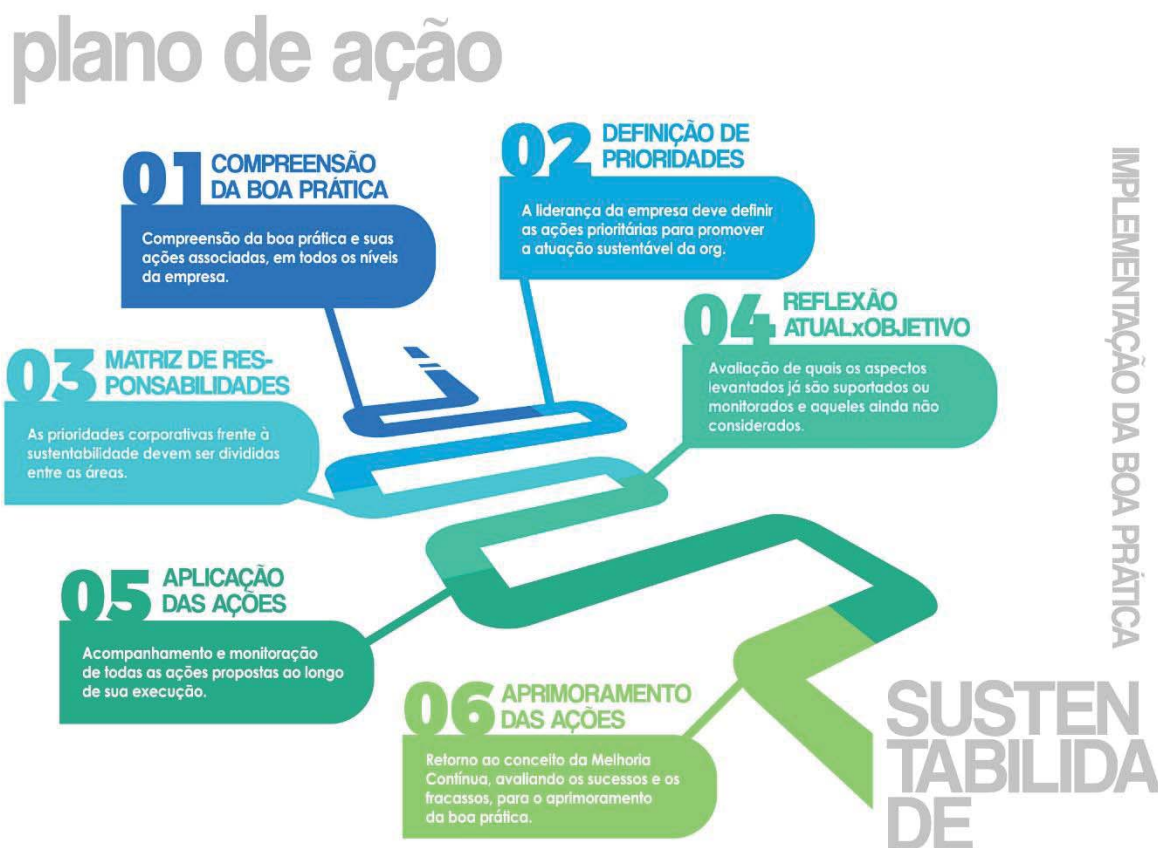 plano de ação
01 COMPREENSÃO
DA BOA PRÁTICA
Compreensão da boa prática e suas
ações associadas, em todos os níveis
da empresa.
02 DEFINIÇÃO DE
PRIORIDADES
A liderança da empresa deve definir
as ações prioritárias para promover
a atuação sustentável da org.
03 MATRIZ DE RES-
PONSABILIDADES
As prioridades corporativas frente à
sustentabilidade devem ser divididas
entre as áreas.
04 REFLEXÃO
ATUALxOBJETIVO
Avaliação de quais os aspectos
levantados já são suportados ou
monitorados e aqueles ainda não
considerados.
05 APLICAÇÃO
DAS AÇÕES
Acompanhamento e monitoração
de todas as ações propostas ao longo
de sua execução.
06 APRIMORAMENTO
DAS AÇÕES
Retorno ao conceito da Melhoria
Contínua, avaliando os sucessos e os
fracassos, para o aprimoramento
da boa prática.
IMPLEMENTAÇÃO DA BOA PRÁTICA
SUSTEN
TABILIDA
DE